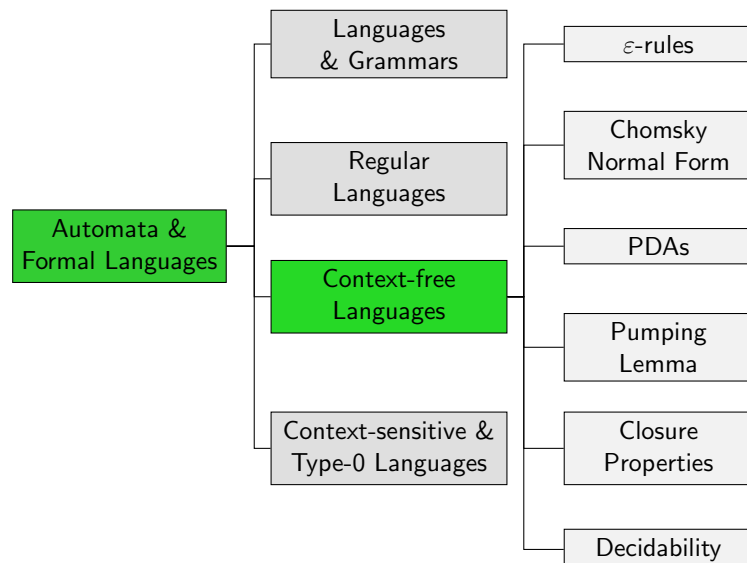 Automata &
Formal Languages
Languages
& Grammars
Regular
Languages
Context-free
Languages
Context-sensitive &
Type-0 Languages
ε-rules
Chomsky
Normal Form
PDAs
Pumping
Lemma
Closure
Properties
Decidability